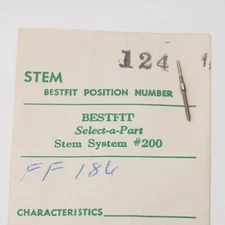 124
STEM
BESTFIT POSITION NUMBER
BESTFIT
Select-a-Part
Stem System #200
FF 186
CHARACTERISTICS